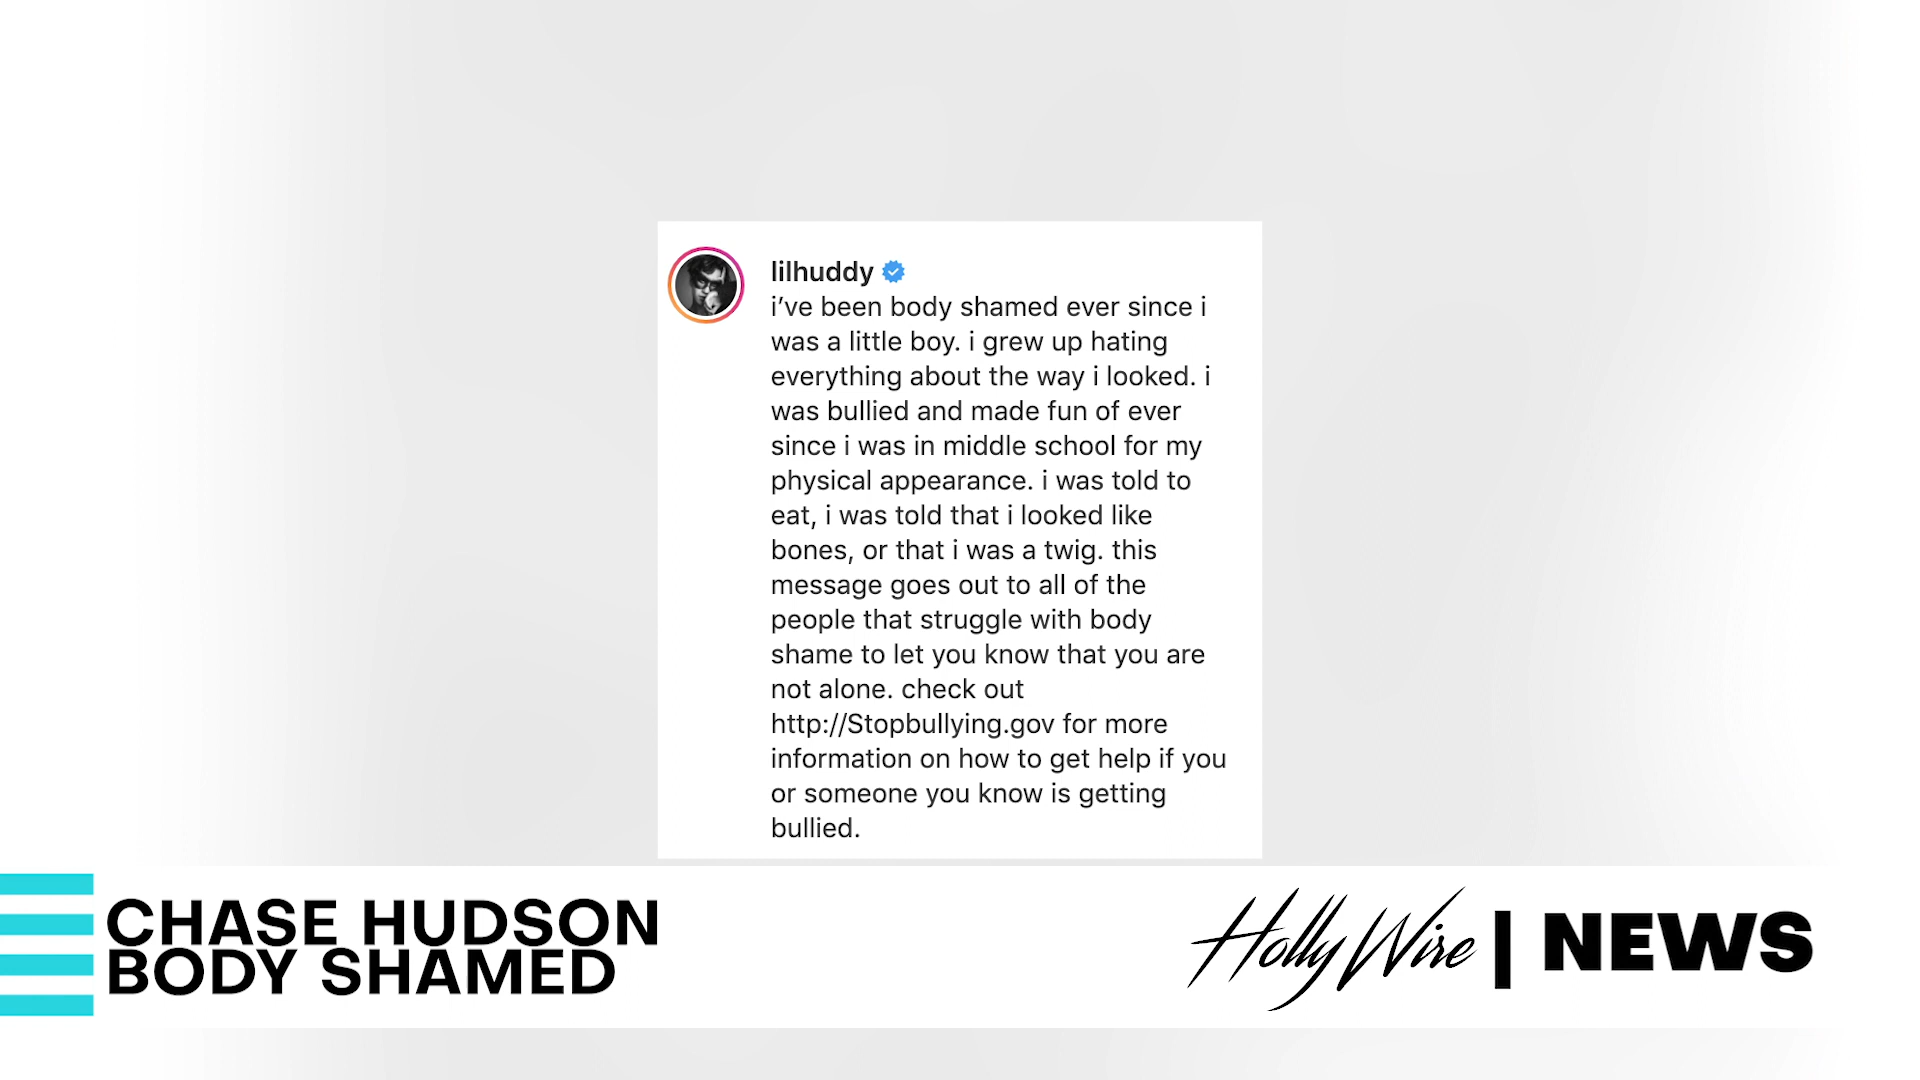 lilhuddy
i’ve been body shamed ever since i
was a little boy. i grew up hating
everything about the way i looked. i
was bullied and made fun of ever
since i was in middle school for my
physical appearance. i was told to
eat, i was told that i looked like
bones, or that i was a twig. this
message goes out to all of the
people that struggle with body
shame to let you know that you are
not alone. check out
http://Stopbullying.gov for more
information on how to get help if you
or someone you know is getting
bullied.
CHASE HUDSON
BODY SHAMED
HollyWire | NEWS